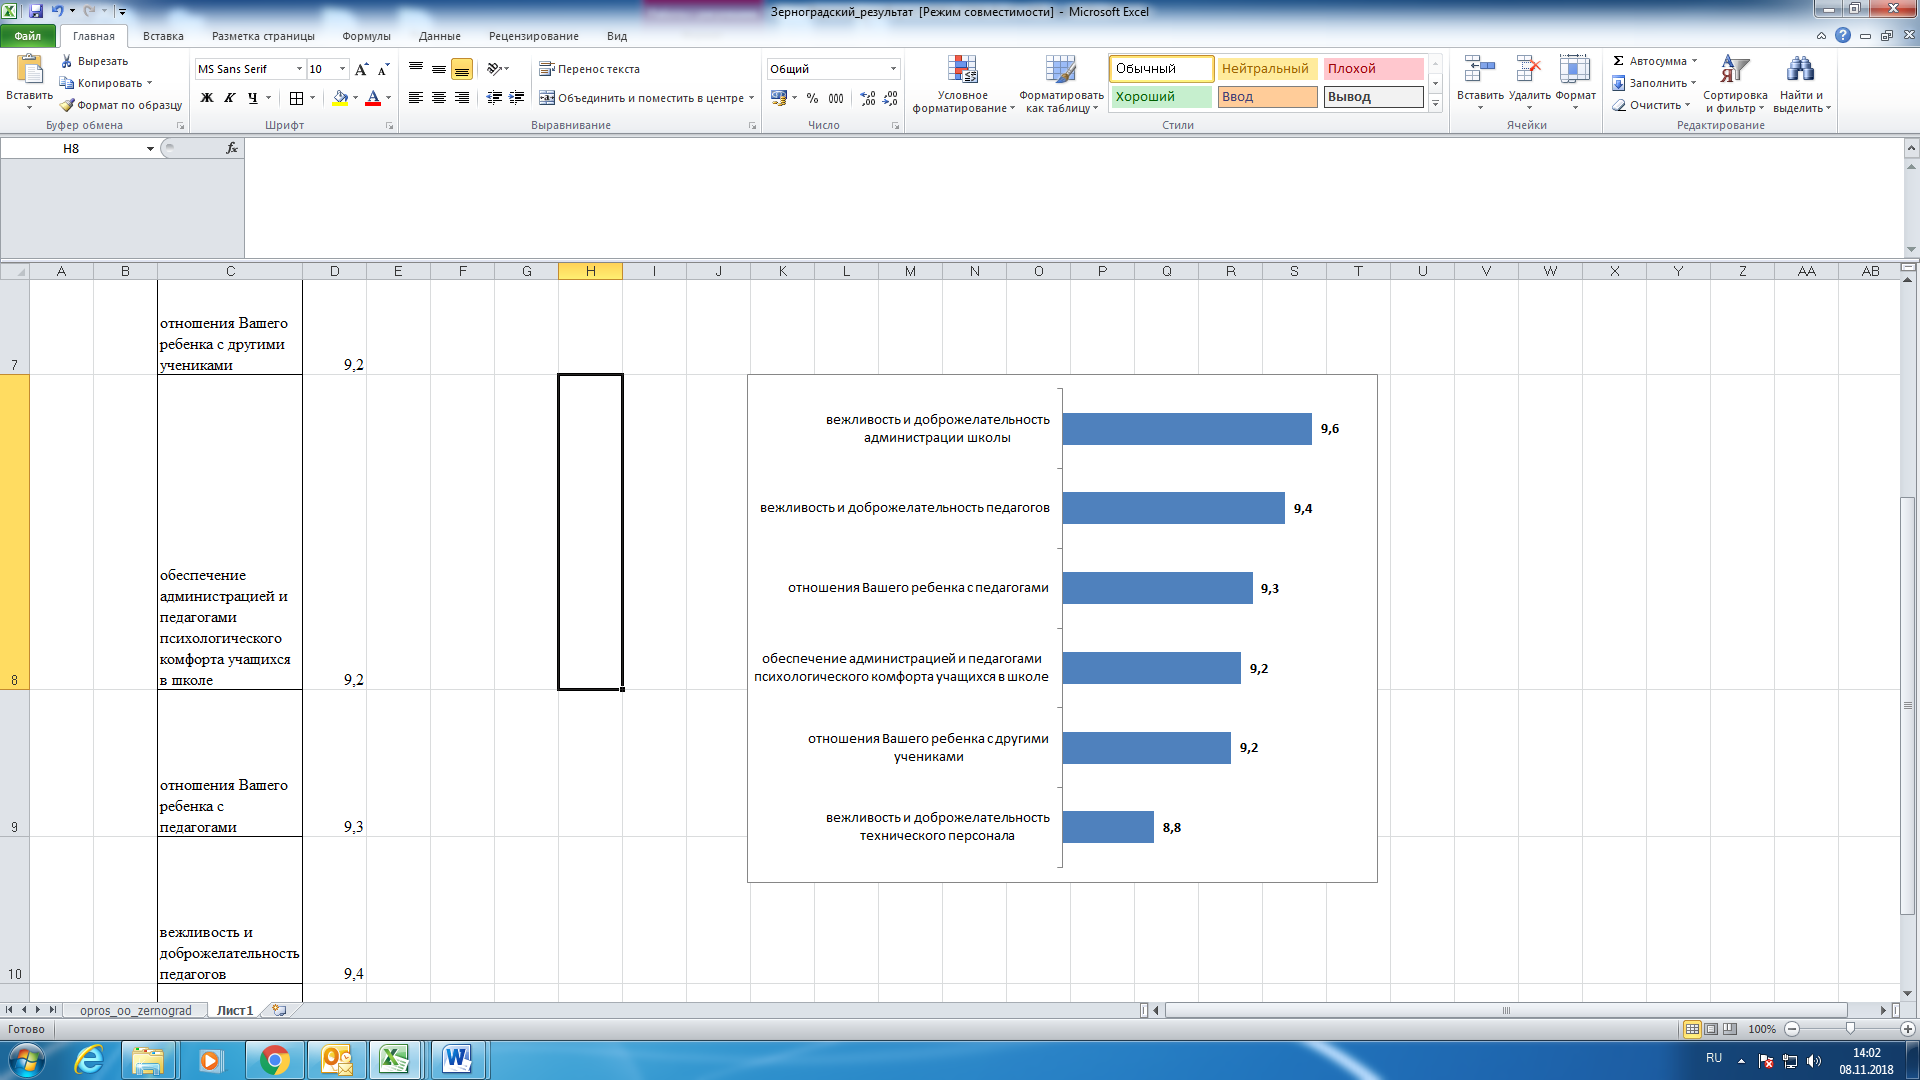 Зерноградский_результат [Режим совместимости] - Microsoft Excel
Файл Главная Вставка Разметка страницы Формулы Данные Рецензирование Вид
Вставить
Вырезать
Копировать
Формат по образцу
Буфер обмена
MS Sans Serif 10
Ж К Ч
Шрифт
Перенос текста
Объединить и поместить в центре
Выравнивание
Общий
% 000
Число
Условное форматирование
Форматировать как таблицу
Обычный Нейтральный Плохой
Хороший Ввод Вывод
Стили
Вставить Удалить Формат
Ячейки
Автосумма
Заполнить
Очистить
Сортировка и фильтр
Найти и выделить
Редактирование
H8 fx
A B C D E F G H I J K L M N O P Q R S T U V W X Y Z AA AB
отношения Вашего
ребенка с другими
7 учениками 9,2
обеспечение
администрацией и
педагогами
психологического
комфорта учащихся
8 в школе 9,2
отношения Вашего
ребенка с
9 педагогами 9,3
вежливость и
доброжелательность
10 педагогов 9,4
вежливость и доброжелательность
администрации школы
9,6
вежливость и доброжелательность педагогов 9,4
отношения Вашего ребенка с педагогами 9,3
обеспечение администрацией и педагогами
психологического комфорта учащихся в школе
9,2
отношения Вашего ребенка с другими
учениками
9,2
вежливость и доброжелательность
технического персонала
8,8
opros_oo_zernograd Лист1
Готово 100%
RU 14:02
08.11.2018